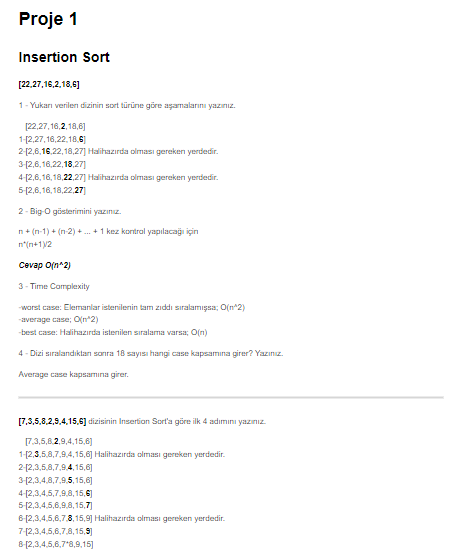 Proje 1
Insertion Sort
[22,27,16,2,18,6]
1 - Yukarı verilen dizinin sort türüne göre aşamalarını yazınız.
[22,27,16,2,18,6]
1-[2,27,16,22,18,6]
2-[2,6,16,22,18,27] Halihazırda olması gereken yerdedir.
3-[2,6,16,22,18,27]
4-[2,6,16,18,22,27] Halihazırda olması gereken yerdedir.
5-[2,6,16,18,22,27]
2 - Big-O gösterimini yazınız.
n + (n-1) + (n-2) + ... + 1 kez kontrol yapılacağı için
n*(n+1)/2
Cevap O(n^2)
3 - Time Complexity
-worst case: Elemanlar istenilenin tam zıddı sıralamışsa; O(n^2)
-average case; O(n^2)
-best case: Halihazırda istenilen sıralama varsa; O(n)
4 - Dizi sıralandıktan sonra 18 sayısı hangi case kapsamına girer? Yazınız.
Average case kapsamına girer.
[7,3,5,8,2,9,4,15,6] dizisinin Insertion Sort'a göre ilk 4 adımını yazınız.
[7,3,5,8,2,9,4,15,6]
1-[2,3,5,8,7,9,4,15,6] Halihazırda olması gereken yerdedir.
2-[2,3,5,8,7,9,4,15,6]
3-[2,3,4,8,7,9,5,15,6]
4-[2,3,4,5,7,9,8,15,6]
5-[2,3,4,5,6,9,8,15,7]
6-[2,3,4,5,6,7,8,15,9] Halihazırda olması gereken yerdedir.
7-[2,3,4,5,6,7,8,15,9]
8-[2,3,4,5,6,7*8,9,15]